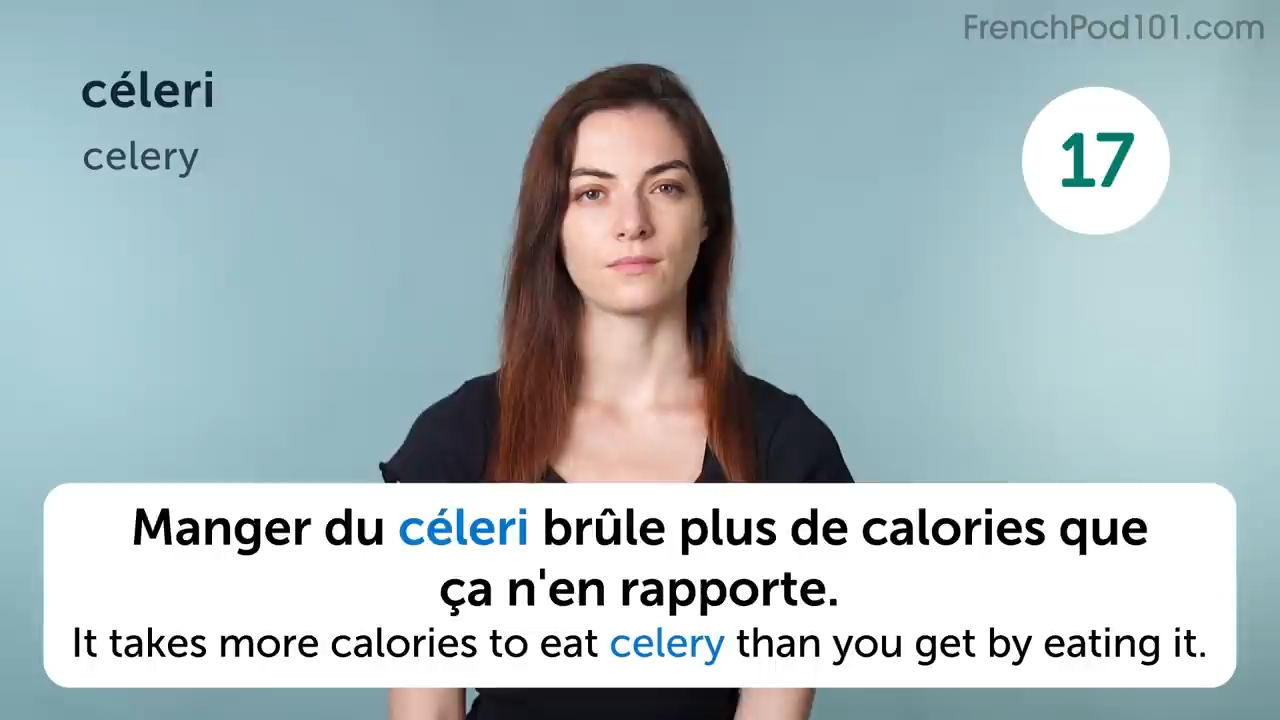 FrenchPod101.com
céleri
celery
17
Manger du céleri brûle plus de calories que
ça n'en rapporte.
It takes more calories to eat celery than you get by eating it.